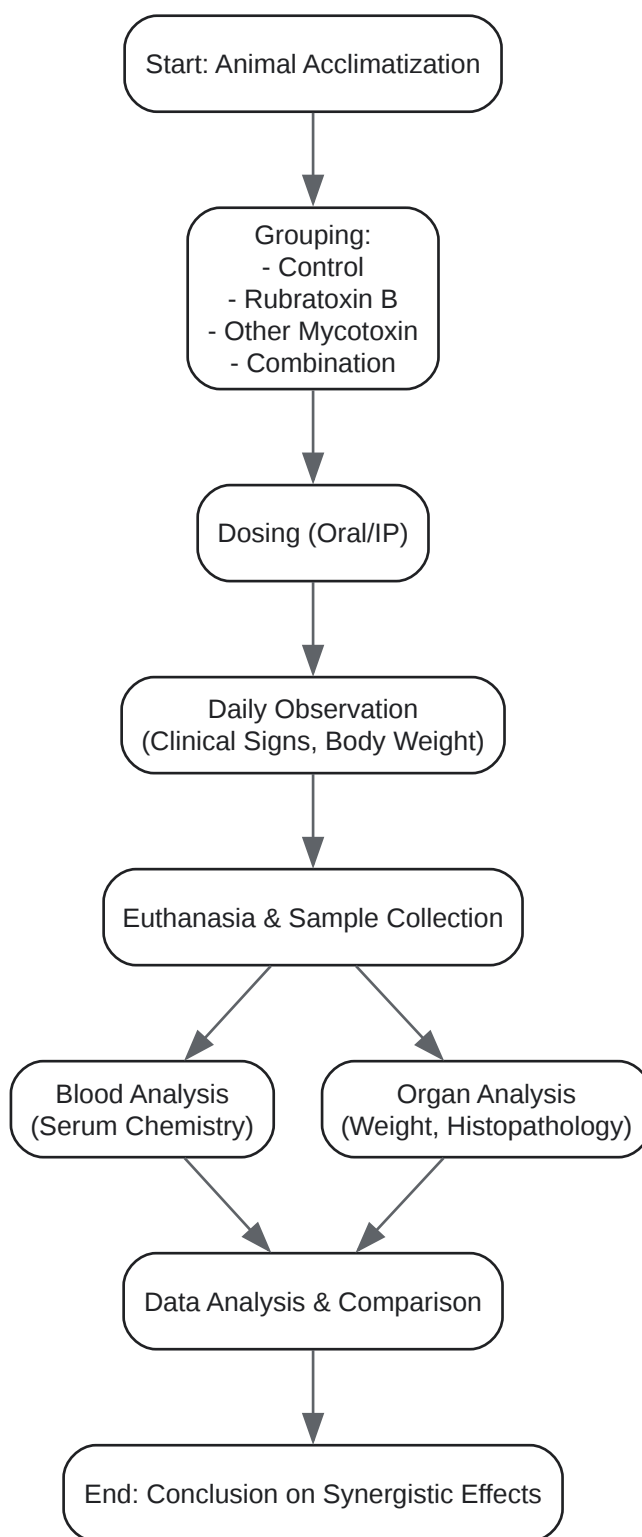 Start: Animal Acclimatization
Grouping:
- Control
- Rubratoxin B
- Other Mycotoxin
- Combination
Dosing (Oral/IP)
Daily Observation
(Clinical Signs, Body Weight)
Euthanasia & Sample Collection
Blood Analysis
(Serum Chemistry)
Organ Analysis
(Weight, Histopathology)
Data Analysis & Comparison
End: Conclusion on Synergistic Effects